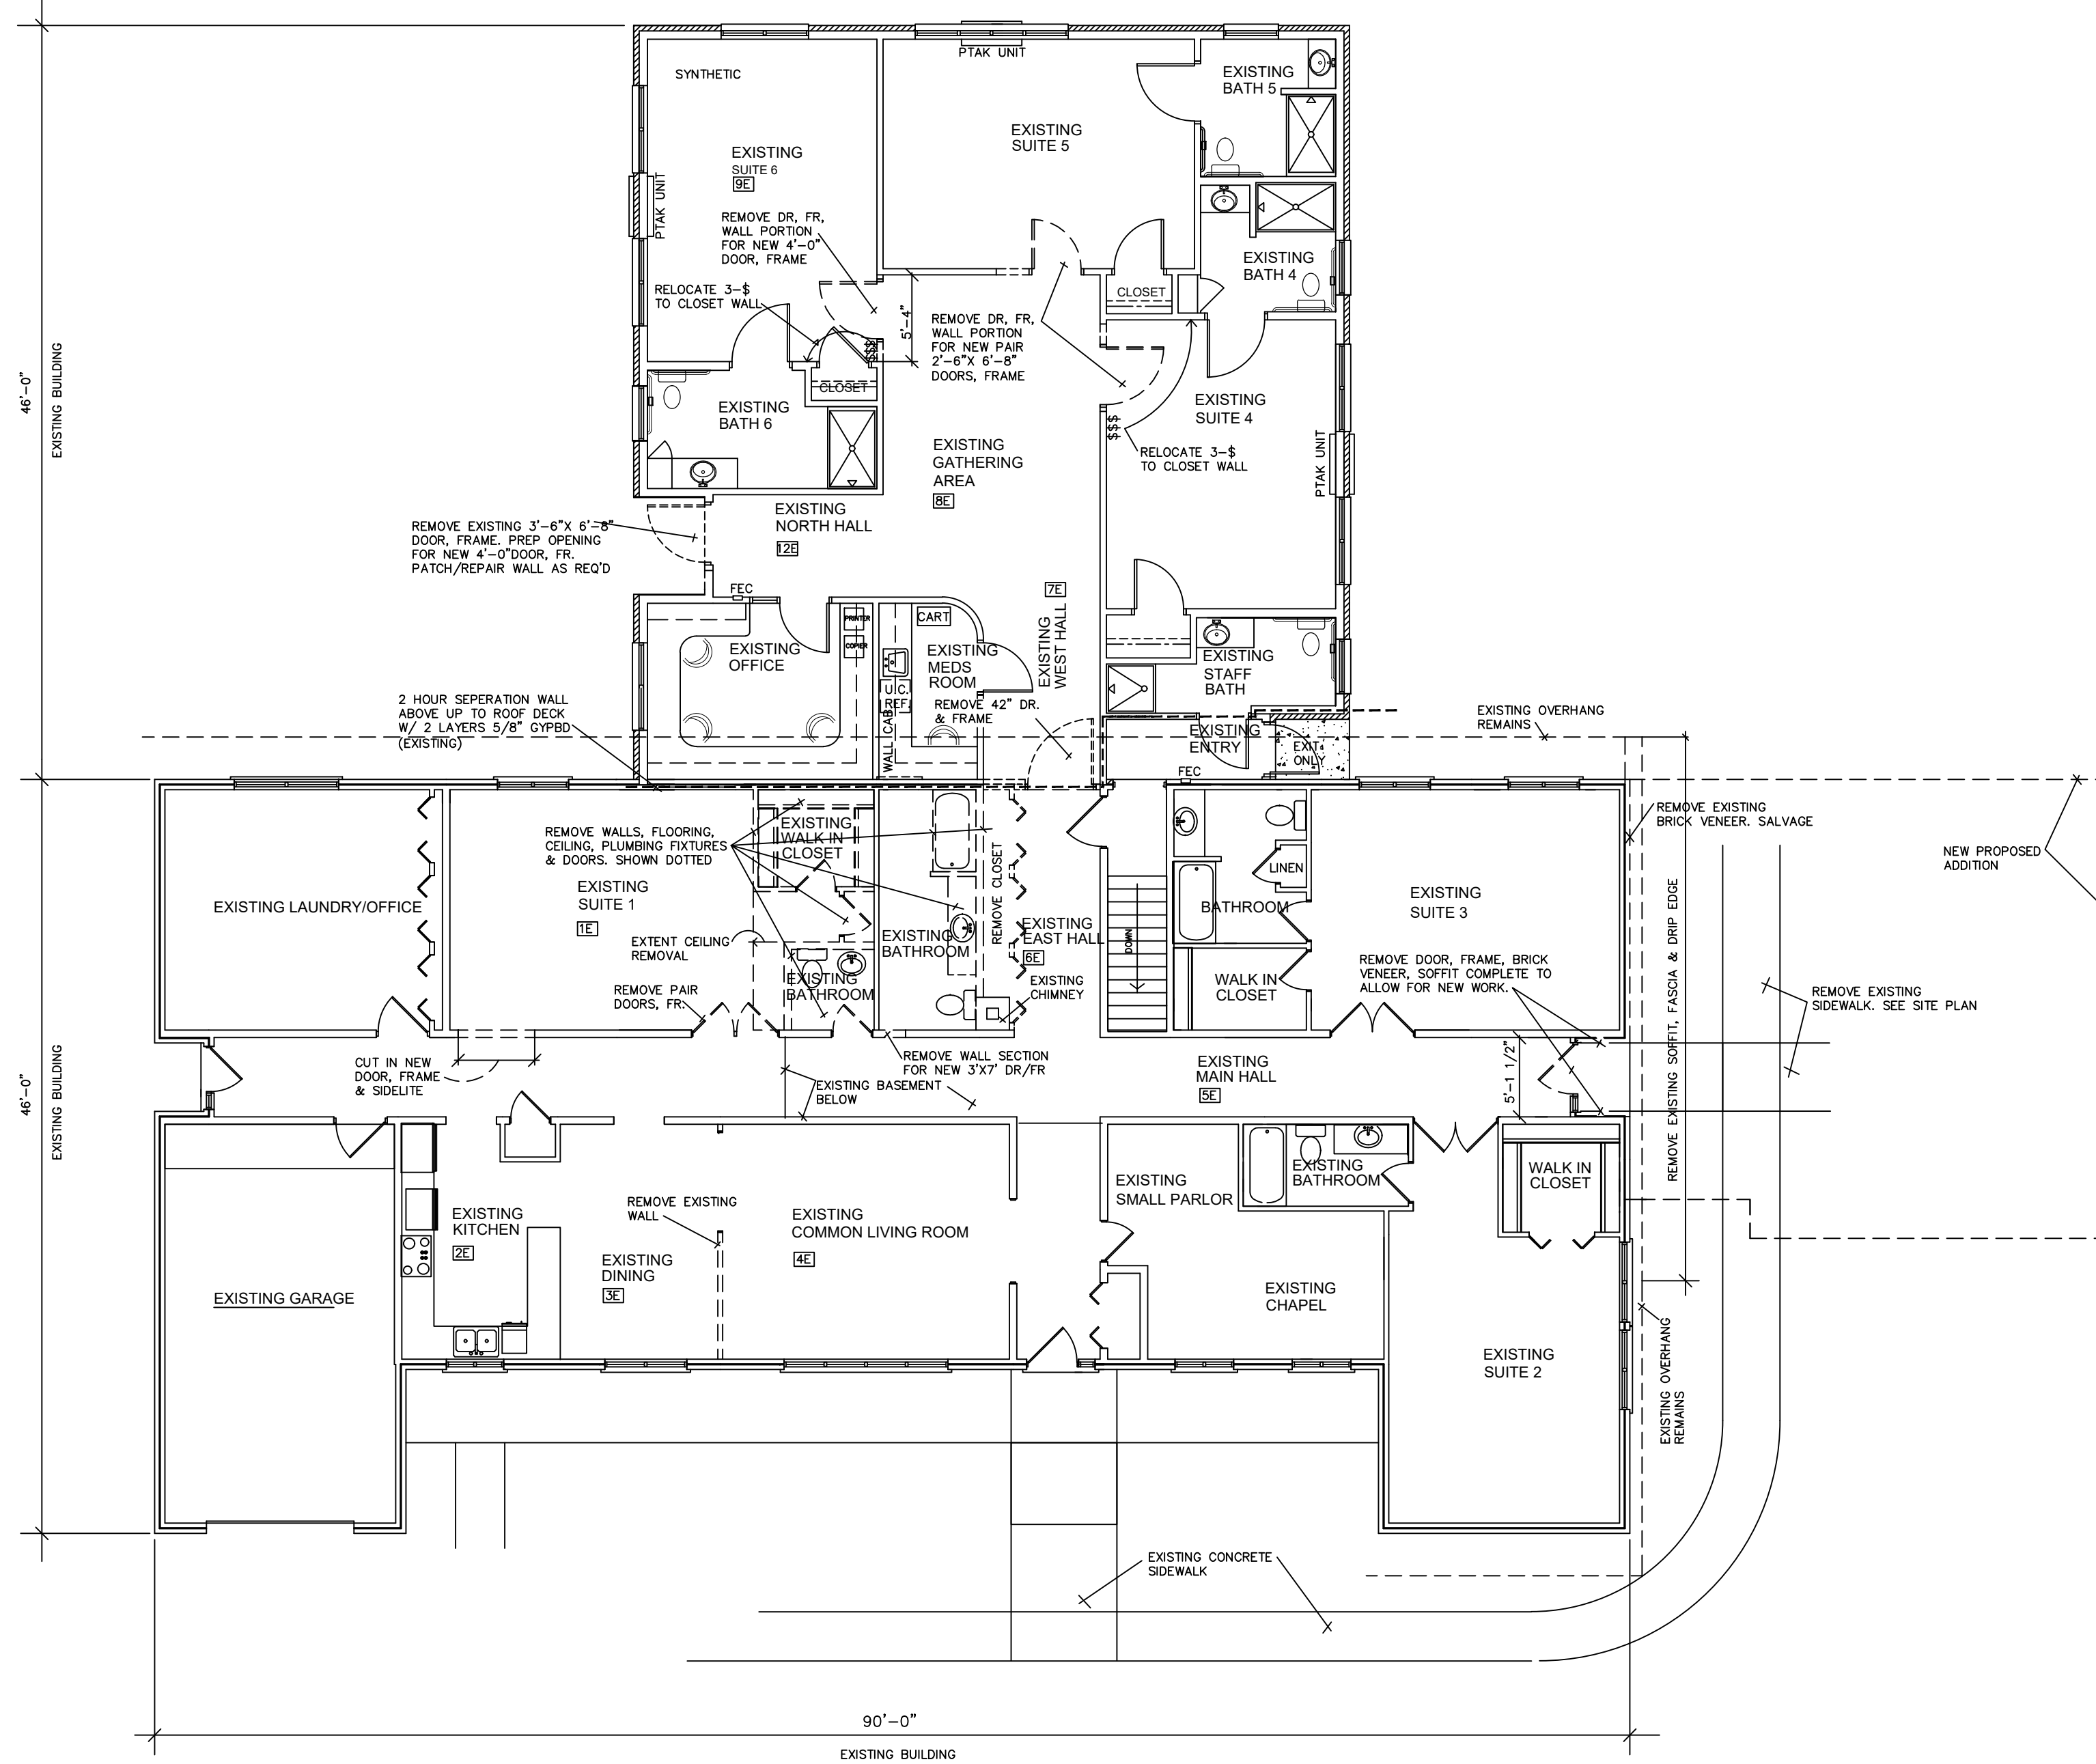 PTAK UNIT
SYNTHETIC
EXISTING
BATH 5
EXISTING
SUITE 5
EXISTING
SUITE 6
9E
PTAK UNIT
REMOVE DR, FR,
WALL PORTION
FOR NEW 4'-0"
DOOR, FRAME
RELOCATE 3-$
TO CLOSET WALL
5'-4"
$$$
CLOSET
REMOVE DR, FR,
WALL PORTION
FOR NEW PAIR
2'-6"X 6'-8"
DOORS, FRAME
CLOSET
EXISTING
BATH 4
EXISTING
SUITE 4
$$$
RELOCATE 3-$
TO CLOSET WALL
PTAK UNIT
46'-0"
EXISTING BUILDING
EXISTING
BATH 6
EXISTING
GATHERING
AREA
8E
EXISTING
NORTH HALL
12E
REMOVE EXISTING 3'-6"X 6'-8"
DOOR, FRAME. PREP OPENING
FOR NEW 4'-0"DOOR, FR.
PATCH/REPAIR WALL AS REQ'D
FEC
PRINTER
COPIER
EXISTING
OFFICE
CART
EXISTING
MEDS
ROOM
U.C.
REF.
WALL CAB.
7E
EXISTING
WEST HALL
REMOVE 42" DR.
& FRAME
EXISTING
STAFF
BATH
EXISTING
ENTRY
EXIT
ONLY
FEC
EXISTING OVERHANG
REMAINS
2 HOUR SEPERATION WALL
ABOVE UP TO ROOF DECK
W/ 2 LAYERS 5/8" GYPBD
(EXISTING)
REMOVE EXISTING
BRICK VENEER. SALVAGE
NEW PROPOSED
ADDITION
REMOVE WALLS, FLOORING,
CEILING, PLUMBING FIXTURES
& DOORS. SHOWN DOTTED
EXISTING
WALK IN
CLOSET
EXISTING LAUNDRY/OFFICE
EXISTING
SUITE 1
1E
EXTENT CEILING
REMOVAL
REMOVE PAIR
DOORS, FR.
EXISTING
BATHROOM
EXISTING
BATHROOM
REMOVE CLOSET
EXISTING
EAST HALL
6E
EXISTING
CHIMNEY
DOWN
LINEN
BATHROOM
WALK IN
CLOSET
EXISTING
SUITE 3
REMOVE DOOR, FRAME, BRICK
VENEER, SOFFIT COMPLETE TO
ALLOW FOR NEW WORK.
REMOVE EXISTING SOFFIT, FASCIA & DRIP EDGE
REMOVE EXISTING
SIDEWALK. SEE SITE PLAN
46'-0"
EXISTING BUILDING
CUT IN NEW
DOOR, FRAME
& SIDELITE
REMOVE WALL SECTION
FOR NEW 3'X7' DR/FR
EXISTING BASEMENT
BELOW
EXISTING
MAIN HALL
5E
5'-1 1/2"
EXISTING
KITCHEN
2E
EXISTING
DINING
3E
REMOVE EXISTING
WALL
EXISTING
COMMON LIVING ROOM
4E
EXISTING
SMALL PARLOR
EXISTING
BATHROOM
WALK IN
CLOSET
EXISTING GARAGE
EXISTING
CHAPEL
EXISTING
SUITE 2
EXISTING OVERHANG
REMAINS
EXISTING CONCRETE
SIDEWALK
90'-0"
EXISTING BUILDING